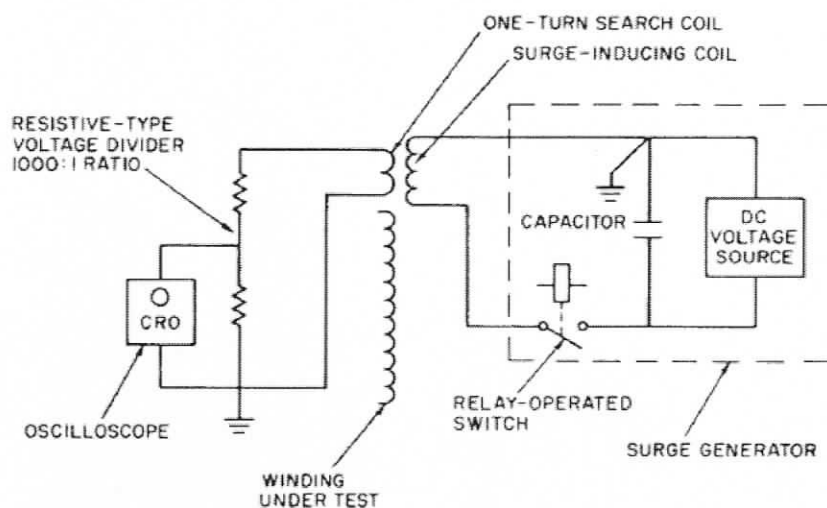 ONE-TURN SEARCH COIL
SURGE-INDUCING COIL
RESISTIVE-TYPE
VOLTAGE DIVIDER
1000:1 RATIO
CAPACITOR
DC
VOLTAGE
SOURCE
CRO
OSCILLOSCOPE
RELAY-OPERATED
SWITCH
SURGE GENERATOR
WINDING
UNDER TEST